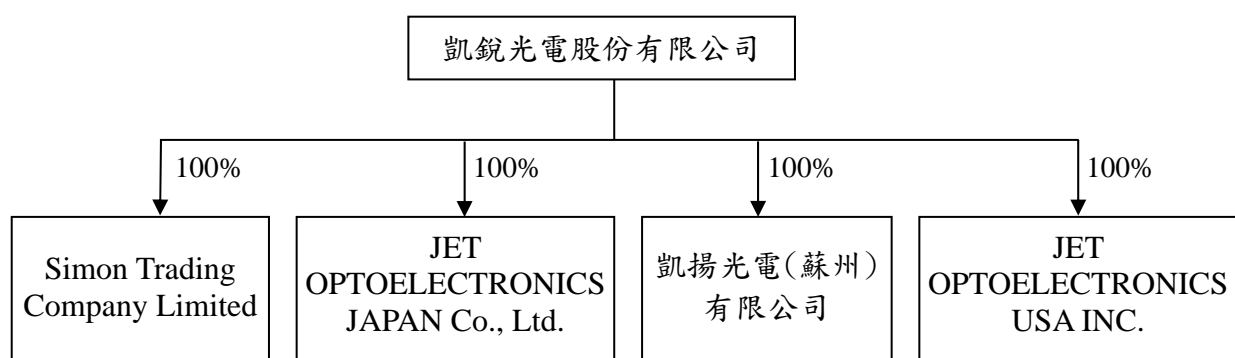 凱銳光電股份有限公司
100%
100%
100%
100%
Simon Trading
Company Limited
JET
OPTOELECTRONICS
JAPAN Co., Ltd.
凱揚光電(蘇州)
有限公司
JET
OPTOELECTRONICS
USA INC.